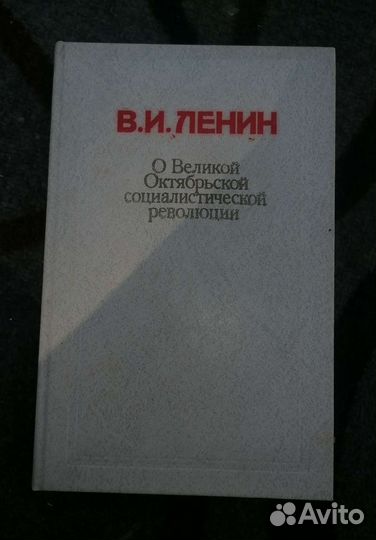 В.И. ЛЕНИН
О Великой
Октябрьской
социалистической
революции
Avito